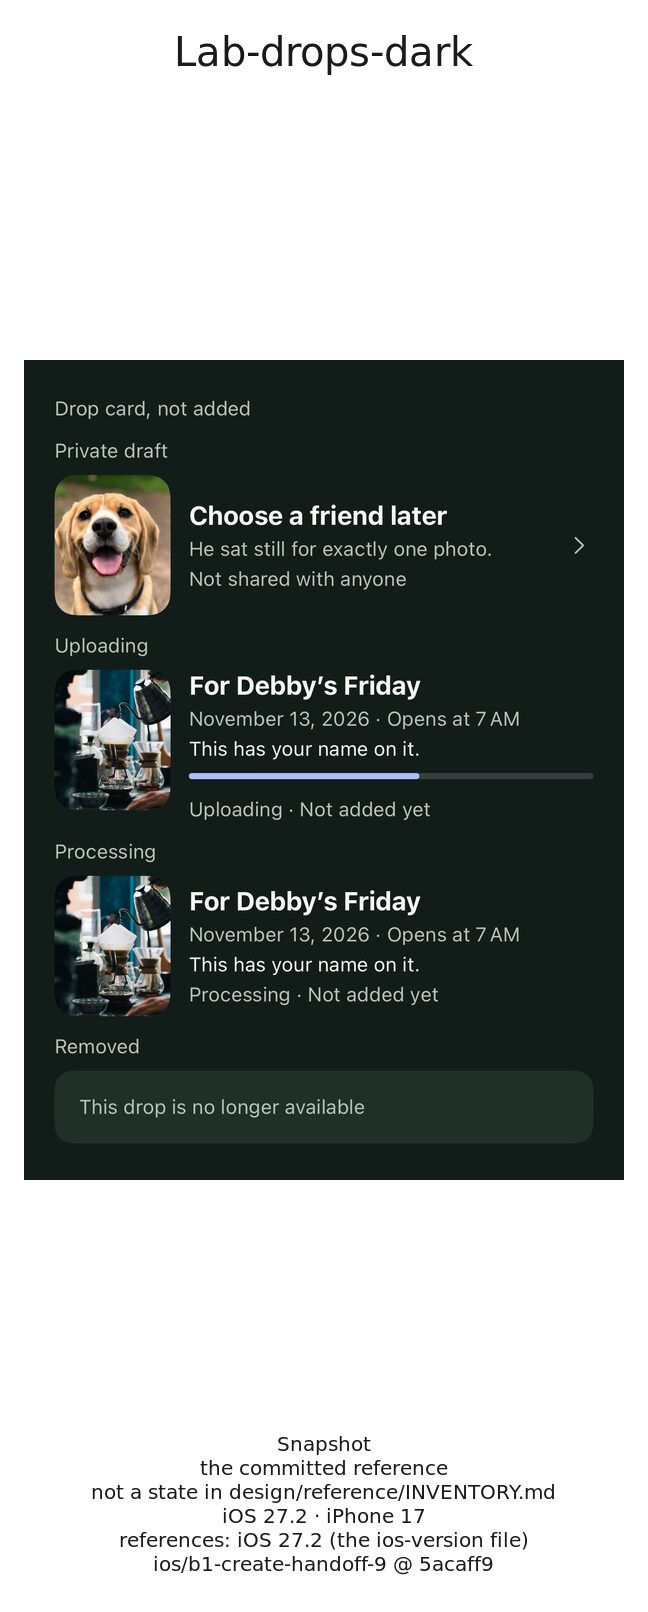 Lab-drops-dark
Drop card, not added
Private draft
Choose a friend later
He sat still for exactly one photo.
Not shared with anyone
Uploading
For Debby’s Friday
November 13, 2026 · Opens at 7 AM
This has your name on it.
Uploading · Not added yet
Processing
For Debby’s Friday
November 13, 2026 · Opens at 7 AM
This has your name on it.
Processing · Not added yet
Removed
This drop is no longer available
Snapshot
the committed reference
not a state in design/reference/INVENTORY.md
iOS 27.2 · iPhone 17
references: iOS 27.2 (the ios-version file)
ios/b1-create-handoff-9 @ 5acaff9